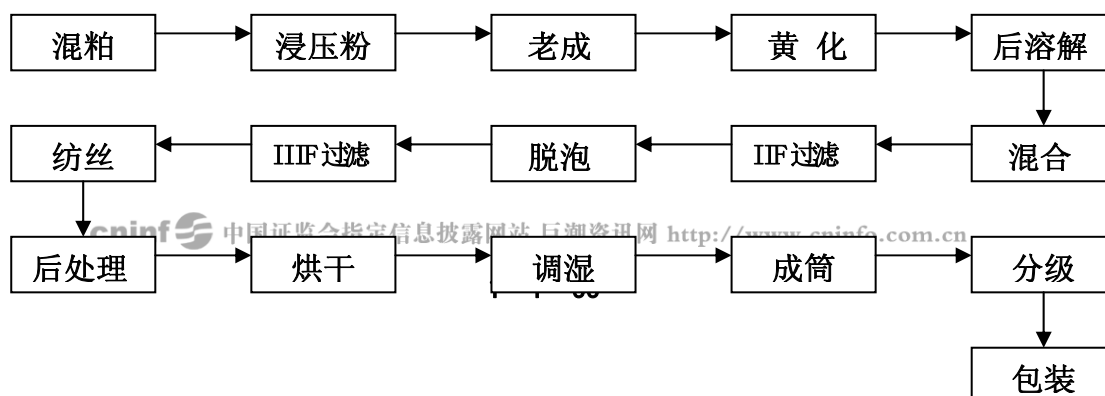 混粕 浸压粉 老成 黄 化 后溶解
纺丝 IIIF过滤 脱泡 IIF过滤 混合
cninf 中国证监会指定信息披露网站 巨潮资讯网 http://www.cninfo.com.cn
后处理 烘干 调湿 成筒 分级
包装